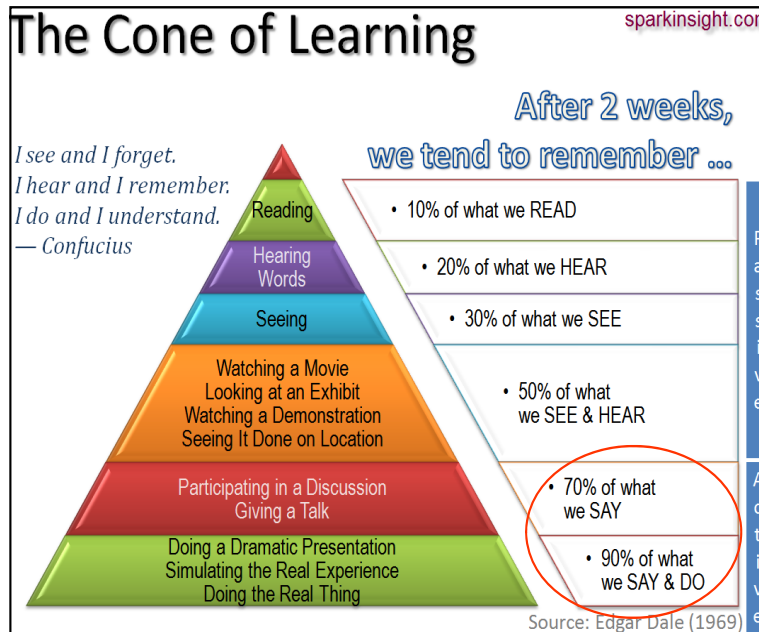 The Cone of Learning
sparkinsight.com
After 2 weeks,
we tend to remember ...
I see and I forget.
I hear and I remember.
I do and I understand.
— Confucius
Reading
• 10% of what we READ
Hearing
Words
• 20% of what we HEAR
Seeing
• 30% of what we SEE
Watching a Movie
Looking at an Exhibit
Watching a Demonstration
Seeing It Done on Location
• 50% of what
we SEE & HEAR
Participating in a Discussion
Giving a Talk
• 70% of what
we SAY
Doing a Dramatic Presentation
Simulating the Real Experience
Doing the Real Thing
• 90% of what
we SAY & DO
Source: Edgar Dale (1969)